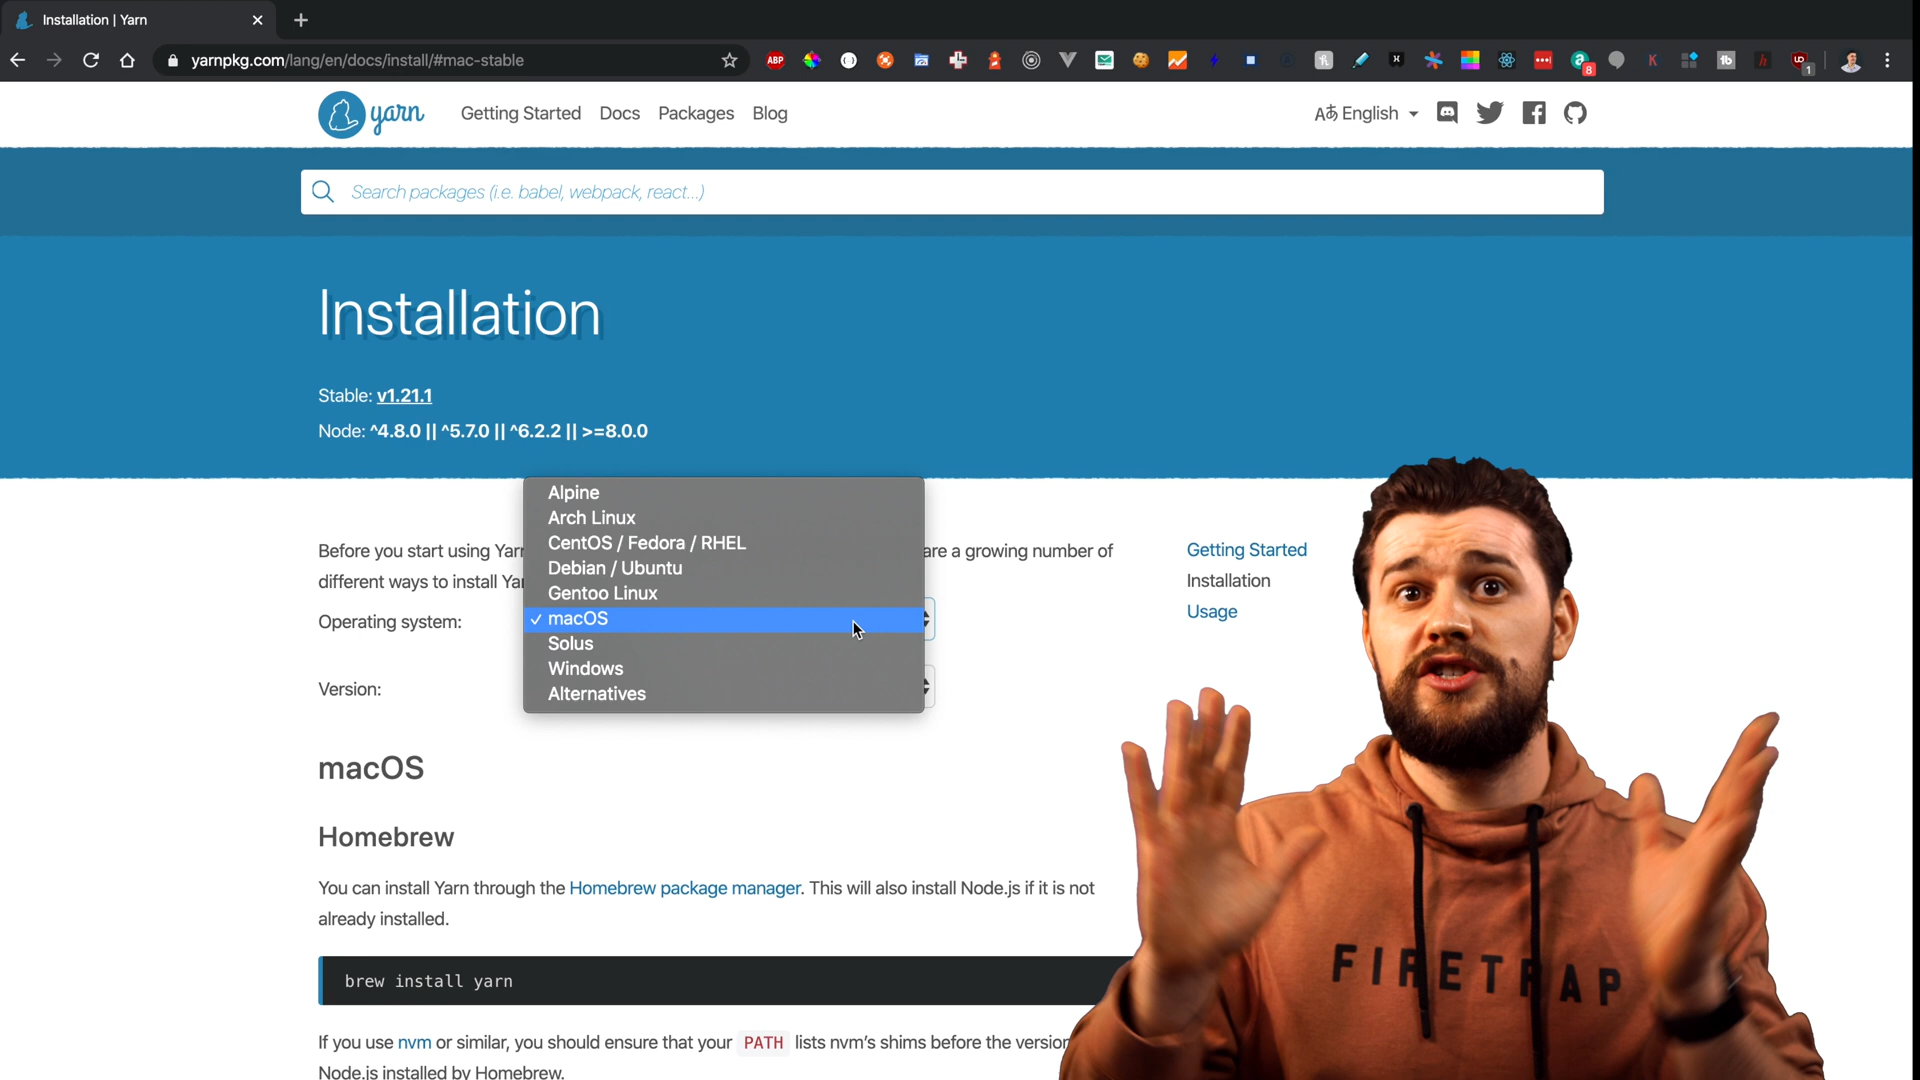 Installation | Yarn
yarnpkg.com/lang/en/docs/install/#mac-stable
ABP
8
K
tb
h
1
yarn
Getting Started Docs Packages Blog
English
Search packages (i.e. babel, webpack, react...)
Installation
Stable: v1.21.1
Node: ^4.8.0 || ^5.7.0 || ^6.2.2 || >=8.0.0
Alpine
Arch Linux
CentOS / Fedora / RHEL
Debian / Ubuntu
Gentoo Linux
✓ macOS
Solus
Windows
Alternatives
Before you start using Yar
are a growing number of
different ways to install Ya
Operating system:
Version:
Getting Started
Installation
Usage
macOS
Homebrew
You can install Yarn through the Homebrew package manager. This will also install Node.js if it is not
already installed.
brew install yarn
If you use nvm or similar, you should ensure that your PATH lists nvm's shims before the version
Node.js installed by Homebrew.
FIRETRAP